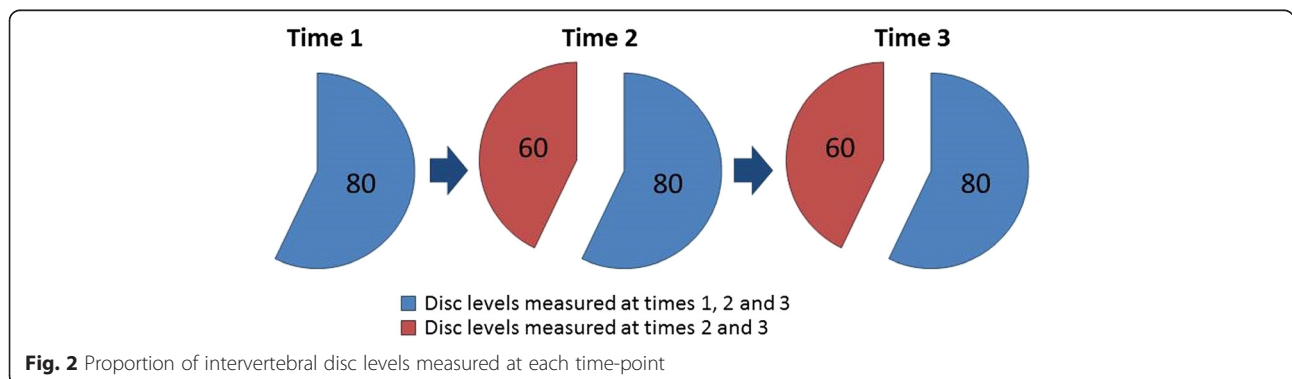 Time 1 Time 2 Time 3
60 60
80 80 80
Disc levels measured at times 1, 2 and 3
Disc levels measured at times 2 and 3
Fig. 2 Proportion of intervertebral disc levels measured at each time-point